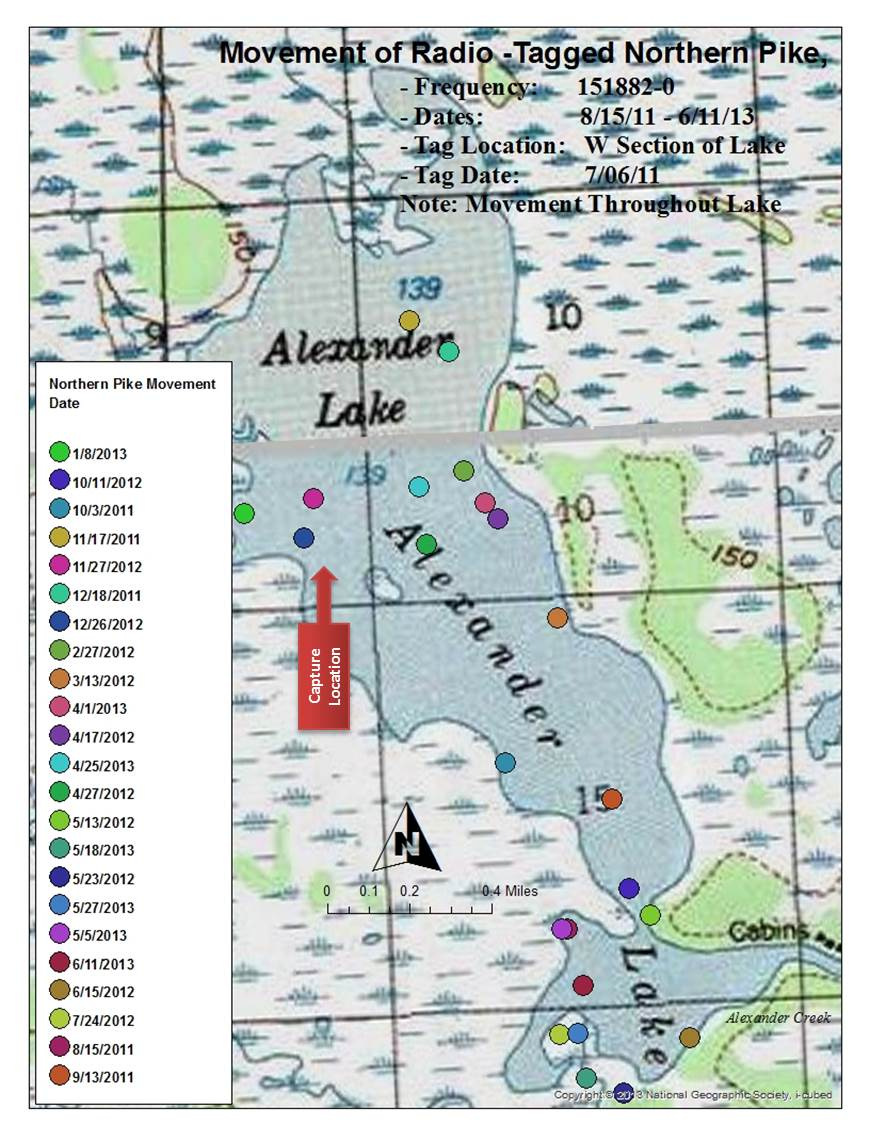 Movement of Radio -Tagged Northern Pike,
- Frequency: 151882-0
- Dates: 8/15/11 - 6/11/13
- Tag Location: W Section of Lake
- Tag Date: 7/06/11
Note: Movement Throughout Lake
150
139
10
9
Alexander
Lake
Northern Pike Movement
Date
1/8/2013
10/11/2012
10/3/2011
11/17/2011
11/27/2012
12/18/2011
12/26/2012
2/27/2012
3/13/2012
4/1/2013
4/17/2012
4/25/2013
4/27/2012
5/13/2012
5/18/2013
5/23/2012
5/27/2013
5/5/2013
6/11/2013
6/15/2012
7/24/2012
8/15/2011
9/13/2011
139
10
150
Alexander
Capture
Location
15
N
0 0.1 0.2 0.4 Miles
Cabins
Lake
Alexander Creek
Copyright:© 2013 National Geographic Society, i-cubed